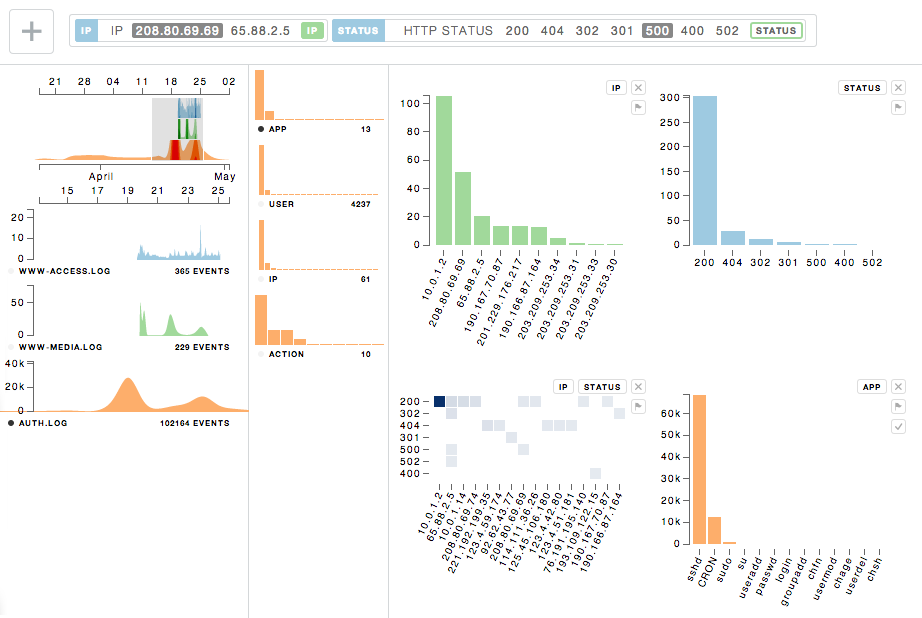 +
IP IP 208.80.69.69 65.88.2.5 IP STATUS HTTP STATUS 200 404 302 301 500 400 502 STATUS
21 28 04 11 18 25 02
April May
15 17 19 21 23 25
20
10
0
WWW-ACCESS.LOG 365 EVENTS
50
0
WWW-MEDIA.LOG 229 EVENTS
40k
20k
0
AUTH.LOG 102164 EVENTS
APP 13
USER 4237
IP 61
ACTION 10
IP
100
80
60
40
20
0
10.0.1.2
208.80.69.69
65.88.2.5
190.167.70.87
201.229.176.217
190.166.87.164
203.209.253.34
203.209.253.31
203.209.253.33
203.209.253.30
STATUS
300
250
200
150
100
50
0
200 404 302 301 500 400 502
IP STATUS
200
302
404
301
500
502
400
10.0.1.2
65.88.2.5
10.0.1.14
208.80.69.74
221.192.199.35
123.4.59.174
92.62.43.77
208.80.69.69
114.111.36.26
125.45.106.180
123.4.42.80
123.4.51.181
76.191.195.140
193.109.122.15
190.167.70.87
190.166.87.164
APP
60k
50k
40k
30k
20k
10k
0
sshd
CRON
sudo
su
useradd
passwd
login
groupadd
chfn
usermod
chage
userdel
chsh